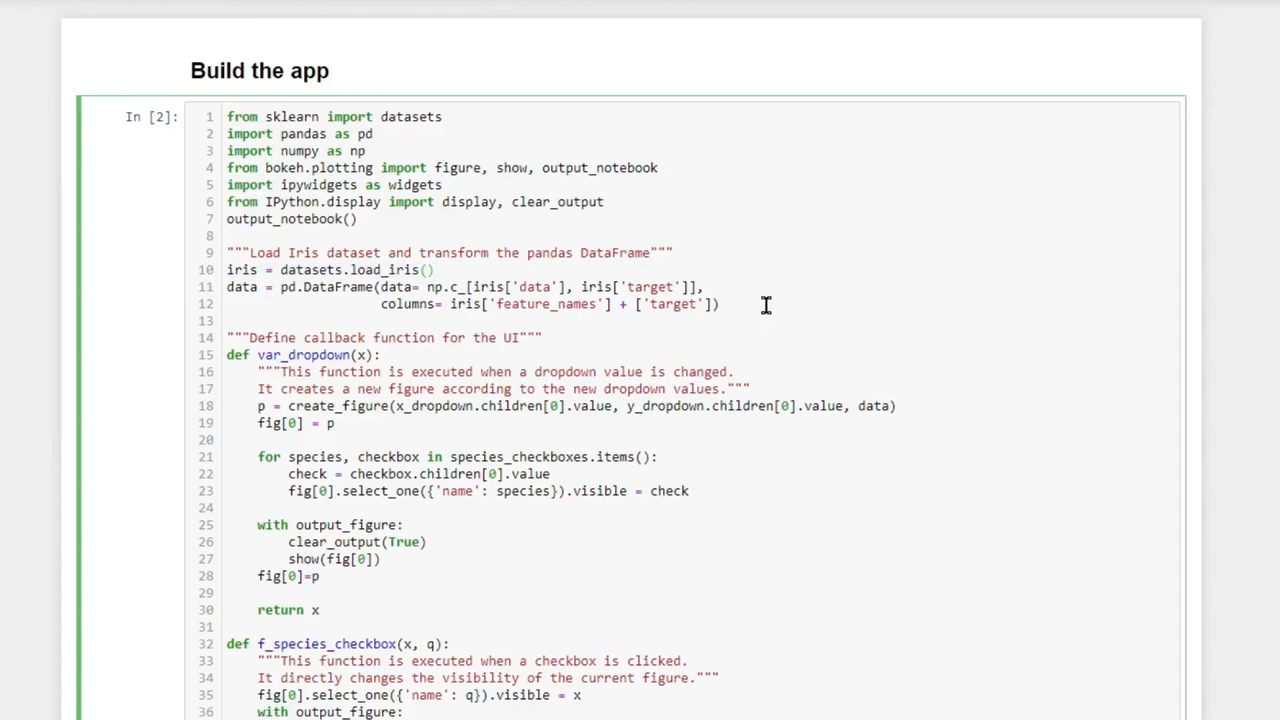 Build the app
In [2]:
1 from sklearn import datasets
2 import pandas as pd
3 import numpy as np
4 from bokeh.plotting import figure, show, output_notebook
5 import ipywidgets as widgets
6 from IPython.display import display, clear_output
7 output_notebook()
8
9 """Load Iris dataset and transform the pandas DataFrame"""
10 iris = datasets.load_iris()
11 data = pd.DataFrame(data= np.c_[iris['data'], iris['target']],
12                     columns= iris['feature_names'] + ['target'])
13
14 """Define callback function for the UI"""
15 def var_dropdown(x):
16     """This function is executed when a dropdown value is changed.
17     It creates a new figure according to the new dropdown values."""
18     p = create_figure(x_dropdown.children[0].value, y_dropdown.children[0].value, data)
19     fig[0] = p
20
21     for species, checkbox in species_checkboxes.items():
22         check = checkbox.children[0].value
23         fig[0].select_one({'name': species}).visible = check
24
25     with output_figure:
26         clear_output(True)
27         show(fig[0])
28     fig[0]=p
29
30     return x
31
32 def f_species_checkbox(x, q):
33     """This function is executed when a checkbox is clicked.
34     It directly changes the visibility of the current figure."""
35     fig[0].select_one({'name': q}).visible = x
36     with output_figure: